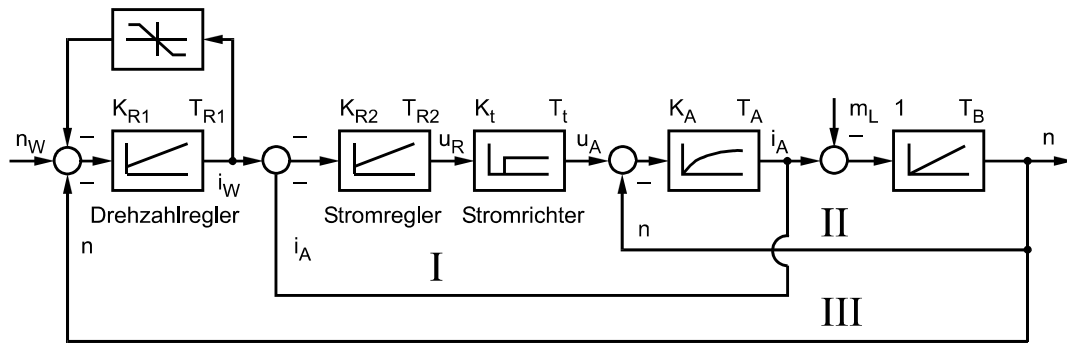 K_R1 T_R1 K_R2 T_R2 K_t T_t K_A T_A m_L 1 T_B
n_W i_W u_R u_A i_A n
Drehzahlregler Stromregler Stromrichter
n i_A I n II
III